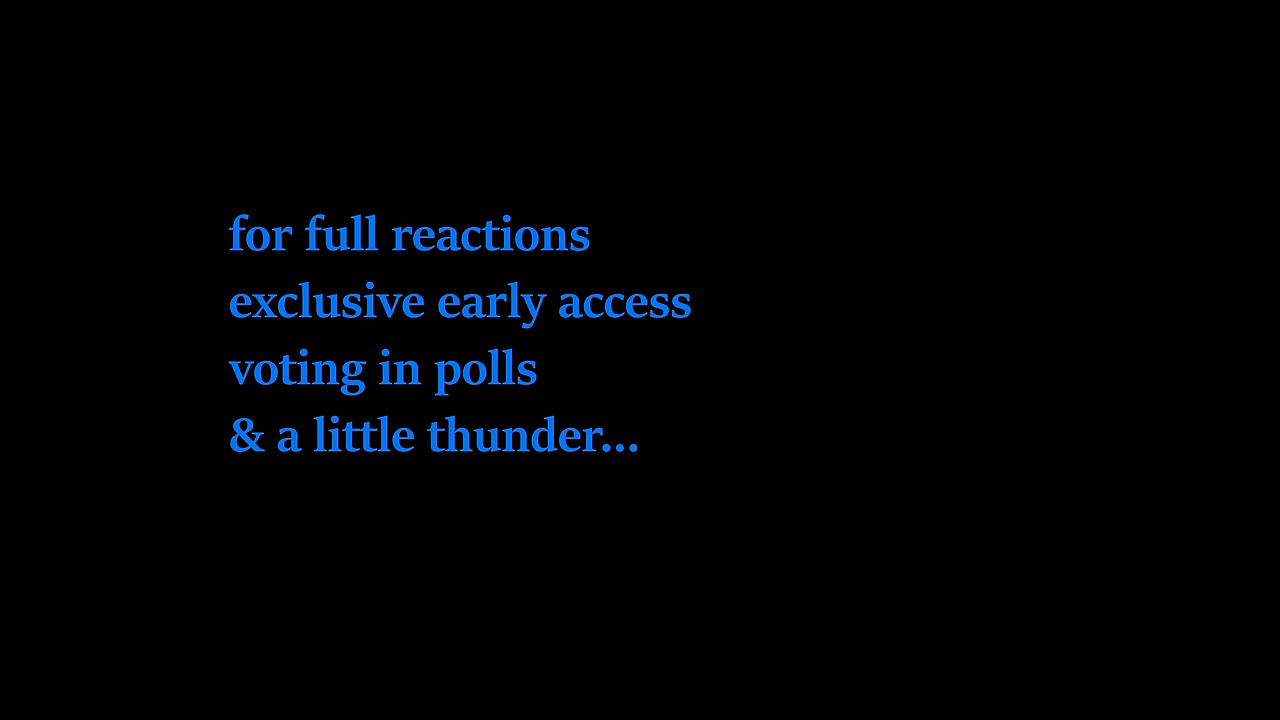 for full reactions
exclusive early access
voting in polls
& a little thunder...